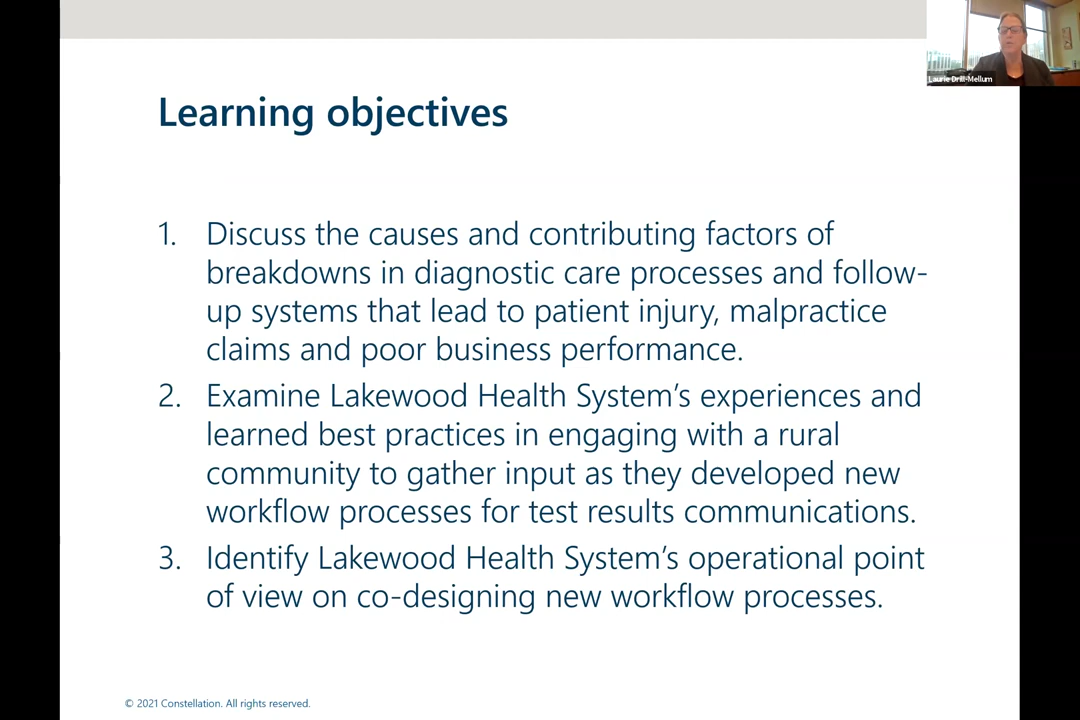 Laurie Drill-Mellum
Learning objectives
1. Discuss the causes and contributing factors of
breakdowns in diagnostic care processes and follow-
up systems that lead to patient injury, malpractice
claims and poor business performance.
2. Examine Lakewood Health System’s experiences and
learned best practices in engaging with a rural
community to gather input as they developed new
workflow processes for test results communications.
3. Identify Lakewood Health System’s operational point
of view on co-designing new workflow processes.
© 2021 Constellation. All rights reserved.